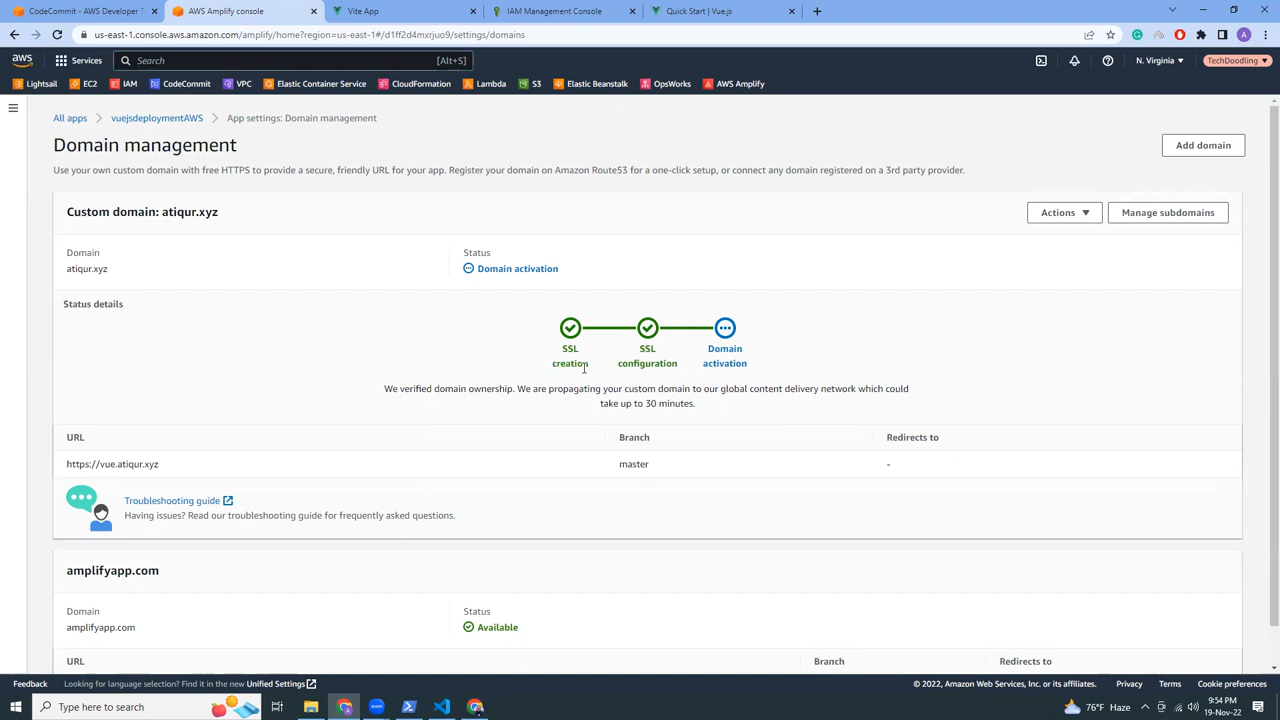 CodeCommit - AWS Developer T
AWS Amplify console
Vite App
IAM Management Console
Quick Start | Vue.js
us-east-1.console.aws.amazon.com/amplify/home?region=us-east-1#/d1ff2d4mxrjuo9/settings/domains
aws Services Search [Alt+S] N. Virginia TechDoodling
Lightsail EC2 IAM CodeCommit VPC Elastic Container Service CloudFormation Lambda S3 Elastic Beanstalk OpsWorks AWS Amplify
All apps vuejsdeploymentAWS App settings: Domain management
Domain management
Add domain
Use your own custom domain with free HTTPS to provide a secure, friendly URL for your app. Register your domain on Amazon Route53 for a one-click setup, or connect any domain registered on a 3rd party provider.
Custom domain: atiqur.xyz
Actions
Manage subdomains
Domain
atiqur.xyz
Status
Domain activation
Status details
SSL
creation
SSL
configuration
Domain
activation
We verified domain ownership. We are propagating your custom domain to our global content delivery network which could
take up to 30 minutes.
URL Branch Redirects to
https://vue.atiqur.xyz master -
Troubleshooting guide
Having issues? Read our troubleshooting guide for frequently asked questions.
amplifyapp.com
Domain
amplifyapp.com
Status
Available
URL Branch Redirects to
Feedback Looking for language selection? Find it in the new Unified Settings © 2022, Amazon Web Services, Inc. or its affiliates. Privacy Terms Cookie preferences
Type here to search
76°F Haze
9:54 PM
19-Nov-22